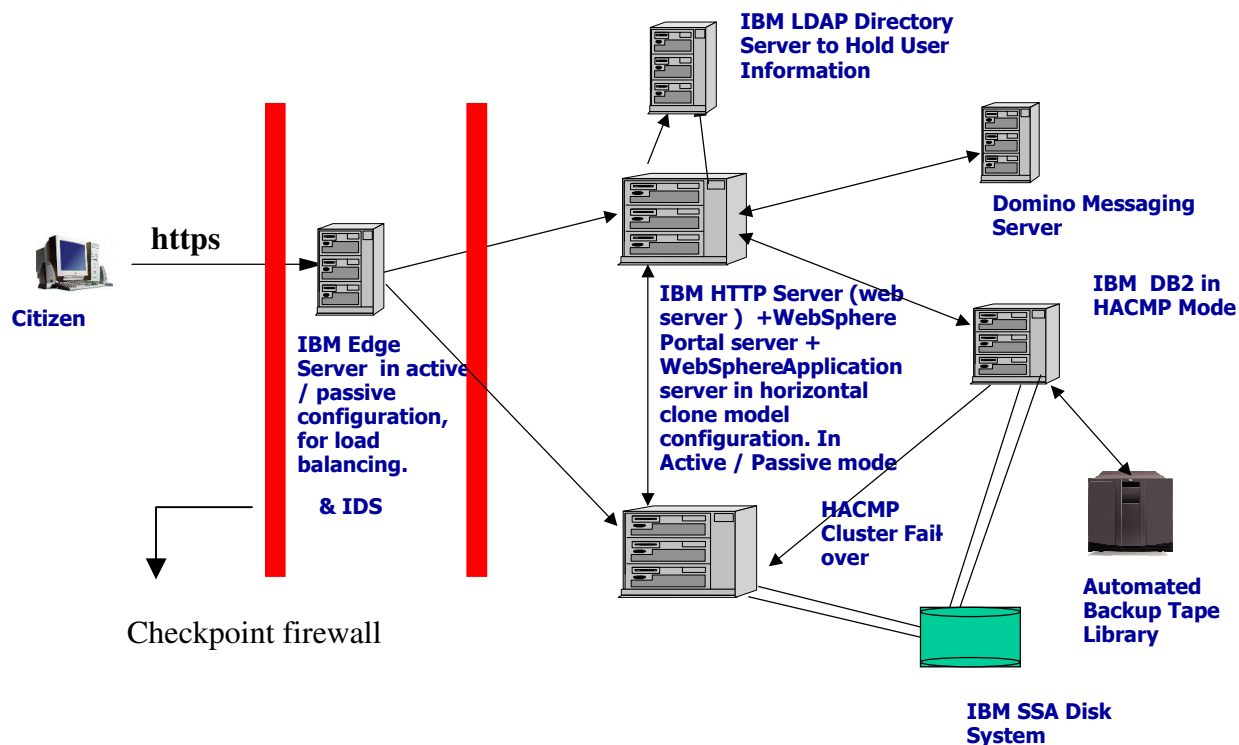 IBM LDAP Directory
Server to Hold User
Information
https
Citizen
IBM Edge
Server in active
/ passive
configuration,
for load
balancing.
& IDS
Checkpoint firewall
IBM HTTP Server (web
server ) +WebSphere
Portal server +
WebSphereApplication
server in horizontal
clone model
configuration. In
Active / Passive mode
Domino Messaging
Server
IBM DB2 in
HACMP Mode
HACMP
Cluster Fail-
over
Automated
Backup Tape
Library
IBM SSA Disk
System